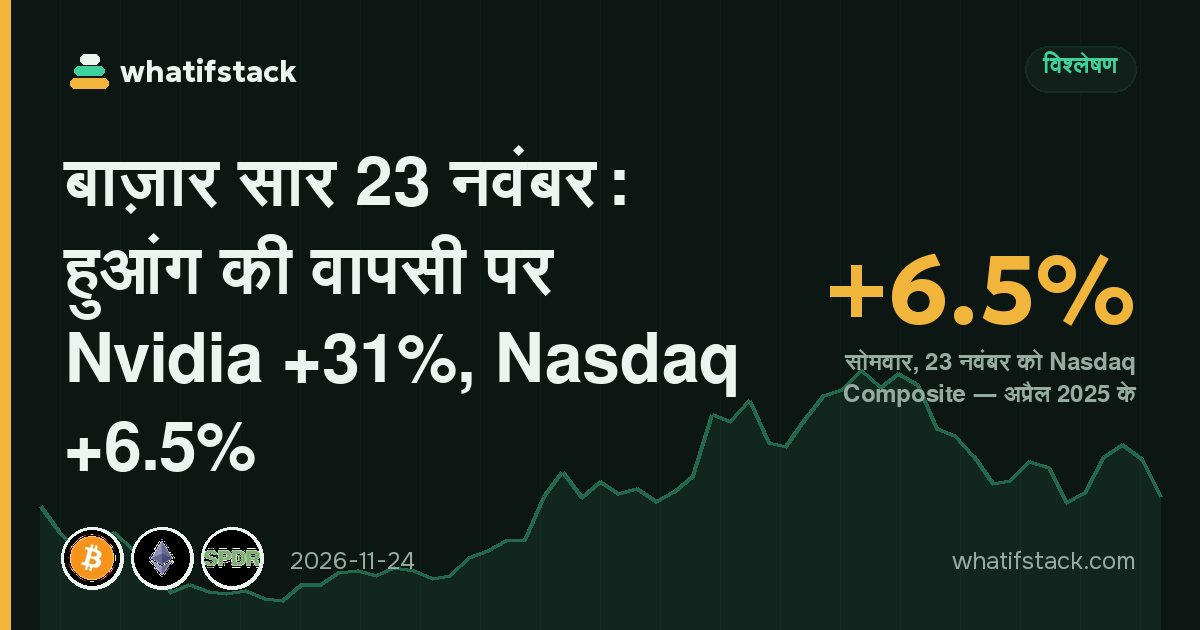 whatifstack
विश्लेषण
बाज़ार सार 23 नवंबर :
हुआंग की वापसी पर
Nvidia +31%, Nasdaq
+6.5%
+6.5%
सोमवार, 23 नवंबर को Nasdaq
Composite — अप्रैल 2025 के
SPDR
2026-11-24
whatifstack.com